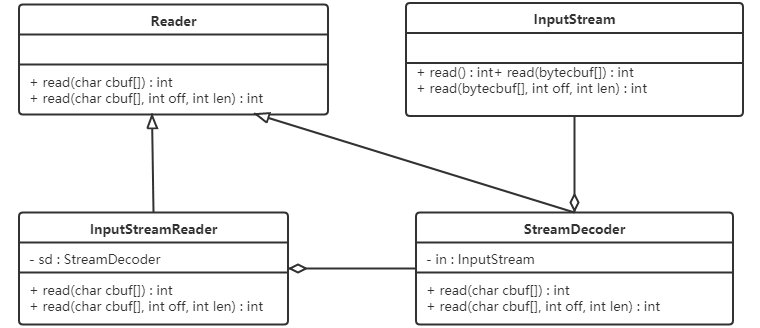 Reader
+ read(char cbuf[]) : int
+ read(char cbuf[], int off, int len) : int
InputStream
+ read() : int+ read(bytecbuf[]) : int
+ read(bytecbuf[], int off, int len) : int
InputStreamReader
- sd : StreamDecoder
+ read(char cbuf[]) : int
+ read(char cbuf[], int off, int len) : int
StreamDecoder
- in : InputStream
+ read(char cbuf[]) : int
+ read(char cbuf[], int off, int len) : int